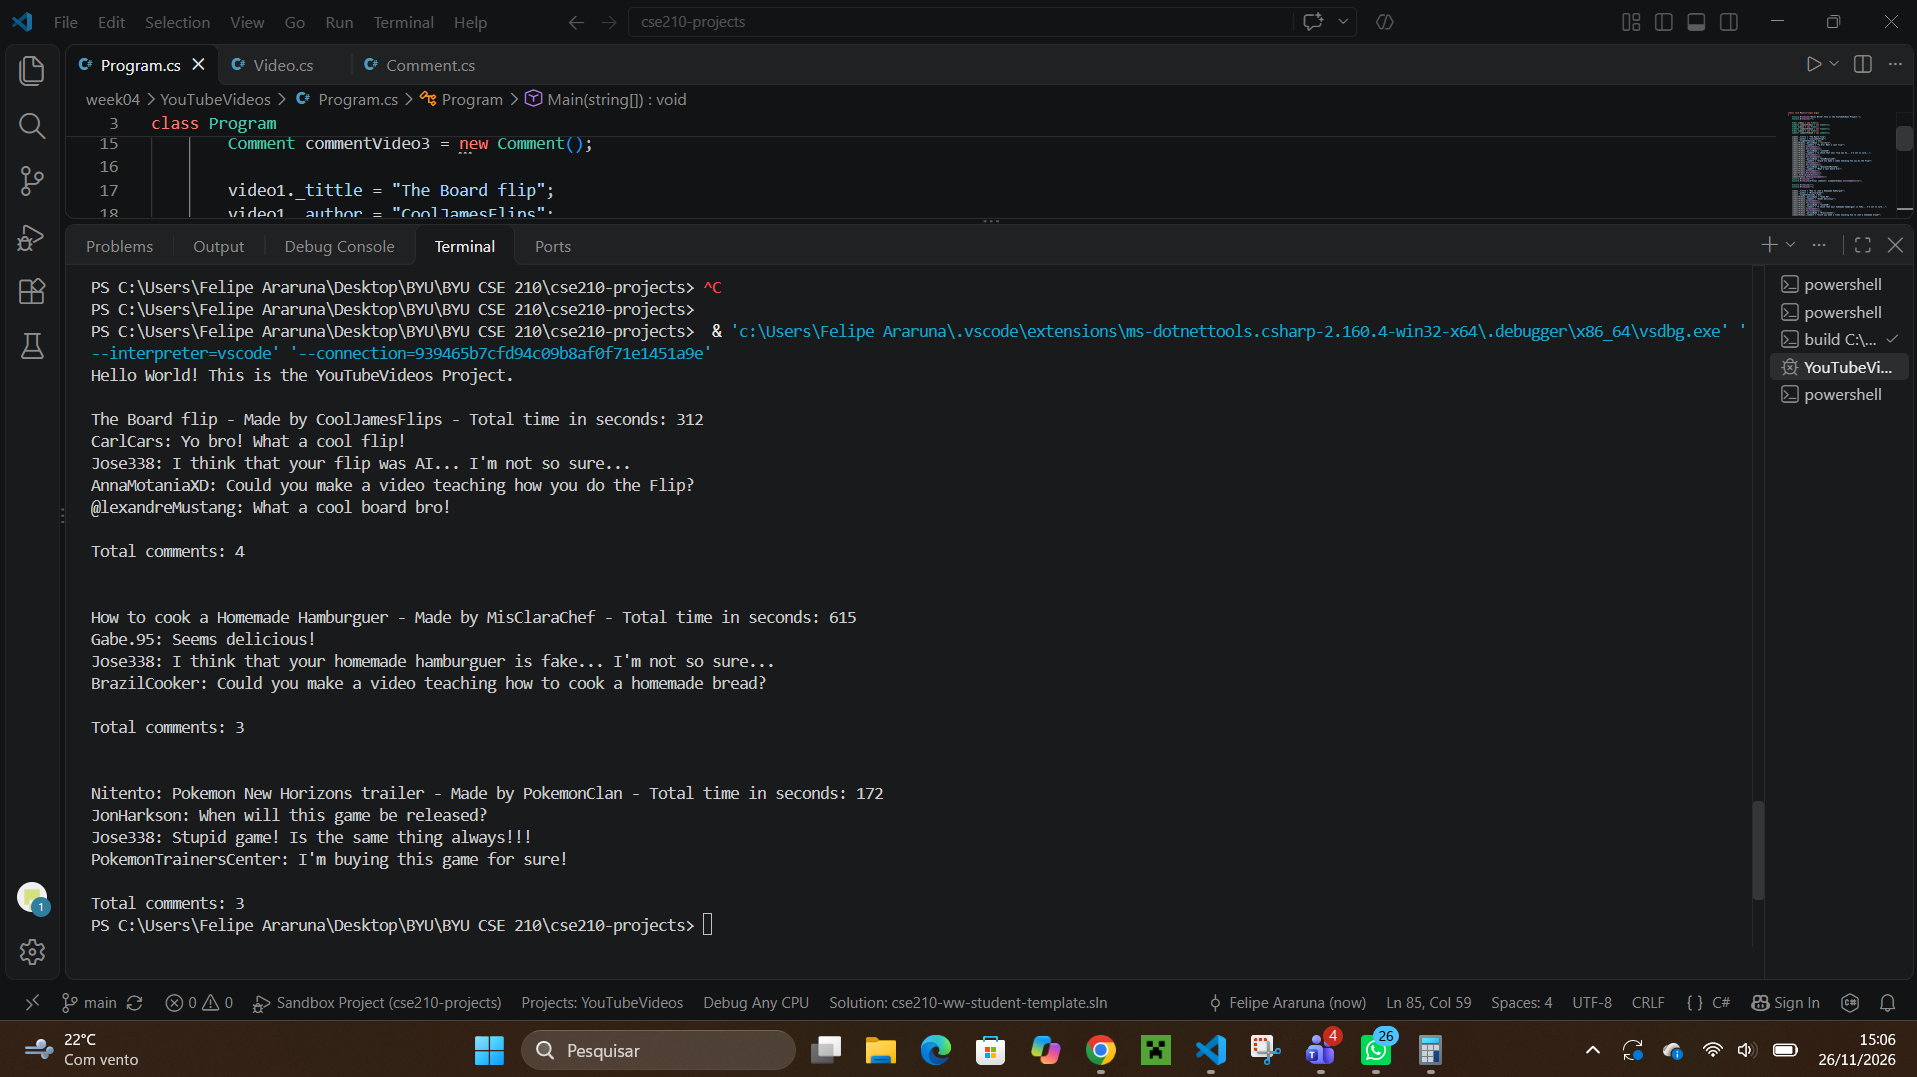 File Edit Selection View Go Run Terminal Help
cse210-projects
Program.cs
Video.cs
Comment.cs
week04 > YouTubeVideos > Program.cs > Program > Main(string[]) : void
3 class Program
15 Comment commentVideo3 = new Comment();
16
17 video1._tittle = "The Board flip";
18 video1._author = "CoolJamesFlips";
Problems Output Debug Console Terminal Ports
PS C:\Users\Felipe Araruna\Desktop\BYU\BYU CSE 210\cse210-projects> ^C
PS C:\Users\Felipe Araruna\Desktop\BYU\BYU CSE 210\cse210-projects>
PS C:\Users\Felipe Araruna\Desktop\BYU\BYU CSE 210\cse210-projects> & 'c:\Users\Felipe Araruna\.vscode\extensions\ms-dotnettools.csharp-2.160.4-win32-x64\.debugger\x86_64\vsdbg.exe' '
--interpreter=vscode' '--connection=939465b7cfd94c09b8af0f71e1451a9e'
Hello World! This is the YouTubeVideos Project.
The Board flip - Made by CoolJamesFlips - Total time in seconds: 312
CarlCars: Yo bro! What a cool flip!
Jose338: I think that your flip was AI... I'm not so sure...
AnnaMotaniaXD: Could you make a video teaching how you do the Flip?
@lexandreMustang: What a cool board bro!
Total comments: 4
How to cook a Homemade Hamburguer - Made by MisClaraChef - Total time in seconds: 615
Gabe.95: Seems delicious!
Jose338: I think that your homemade hamburguer is fake... I'm not so sure...
BrazilCooker: Could you make a video teaching how to cook a homemade bread?
Total comments: 3
Nitento: Pokemon New Horizons trailer - Made by PokemonClan - Total time in seconds: 172
JonHarkson: When will this game be released?
Jose338: Stupid game! Is the same thing always!!!
PokemonTrainersCenter: I'm buying this game for sure!
Total comments: 3
PS C:\Users\Felipe Araruna\Desktop\BYU\BYU CSE 210\cse210-projects>
powershell
powershell
build C:\...
YouTubeVi...
powershell
1
main 0 0 Sandbox Project (cse210-projects) Projects: YouTubeVideos Debug Any CPU Solution: cse210-ww-student-template.sln Felipe Araruna (now) Ln 85, Col 59 Spaces: 4 UTF-8 CRLF { } C# Sign In
22°C
Com vento
Pesquisar
4
26
15:06
26/11/2026